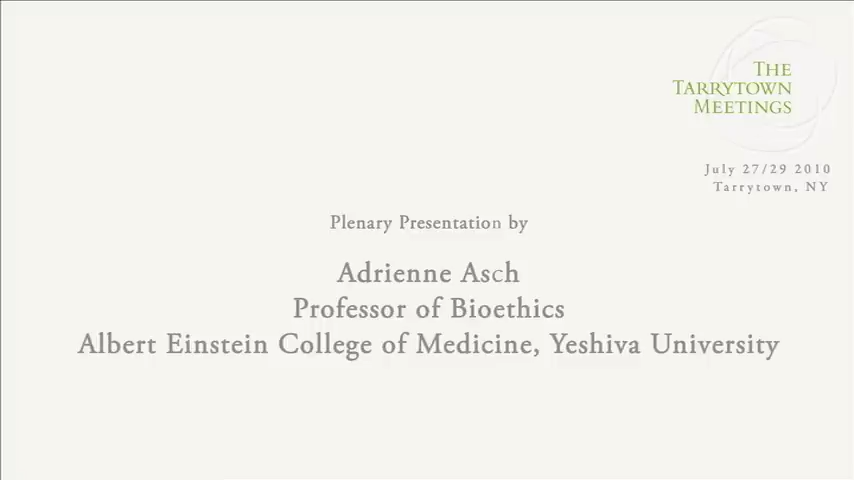 THE
TARRYTOWN
MEETINGS
July 27/29 2010
Tarrytown, NY
Plenary Presentation by
Adrienne Asch
Professor of Bioethics
Albert Einstein College of Medicine, Yeshiva University